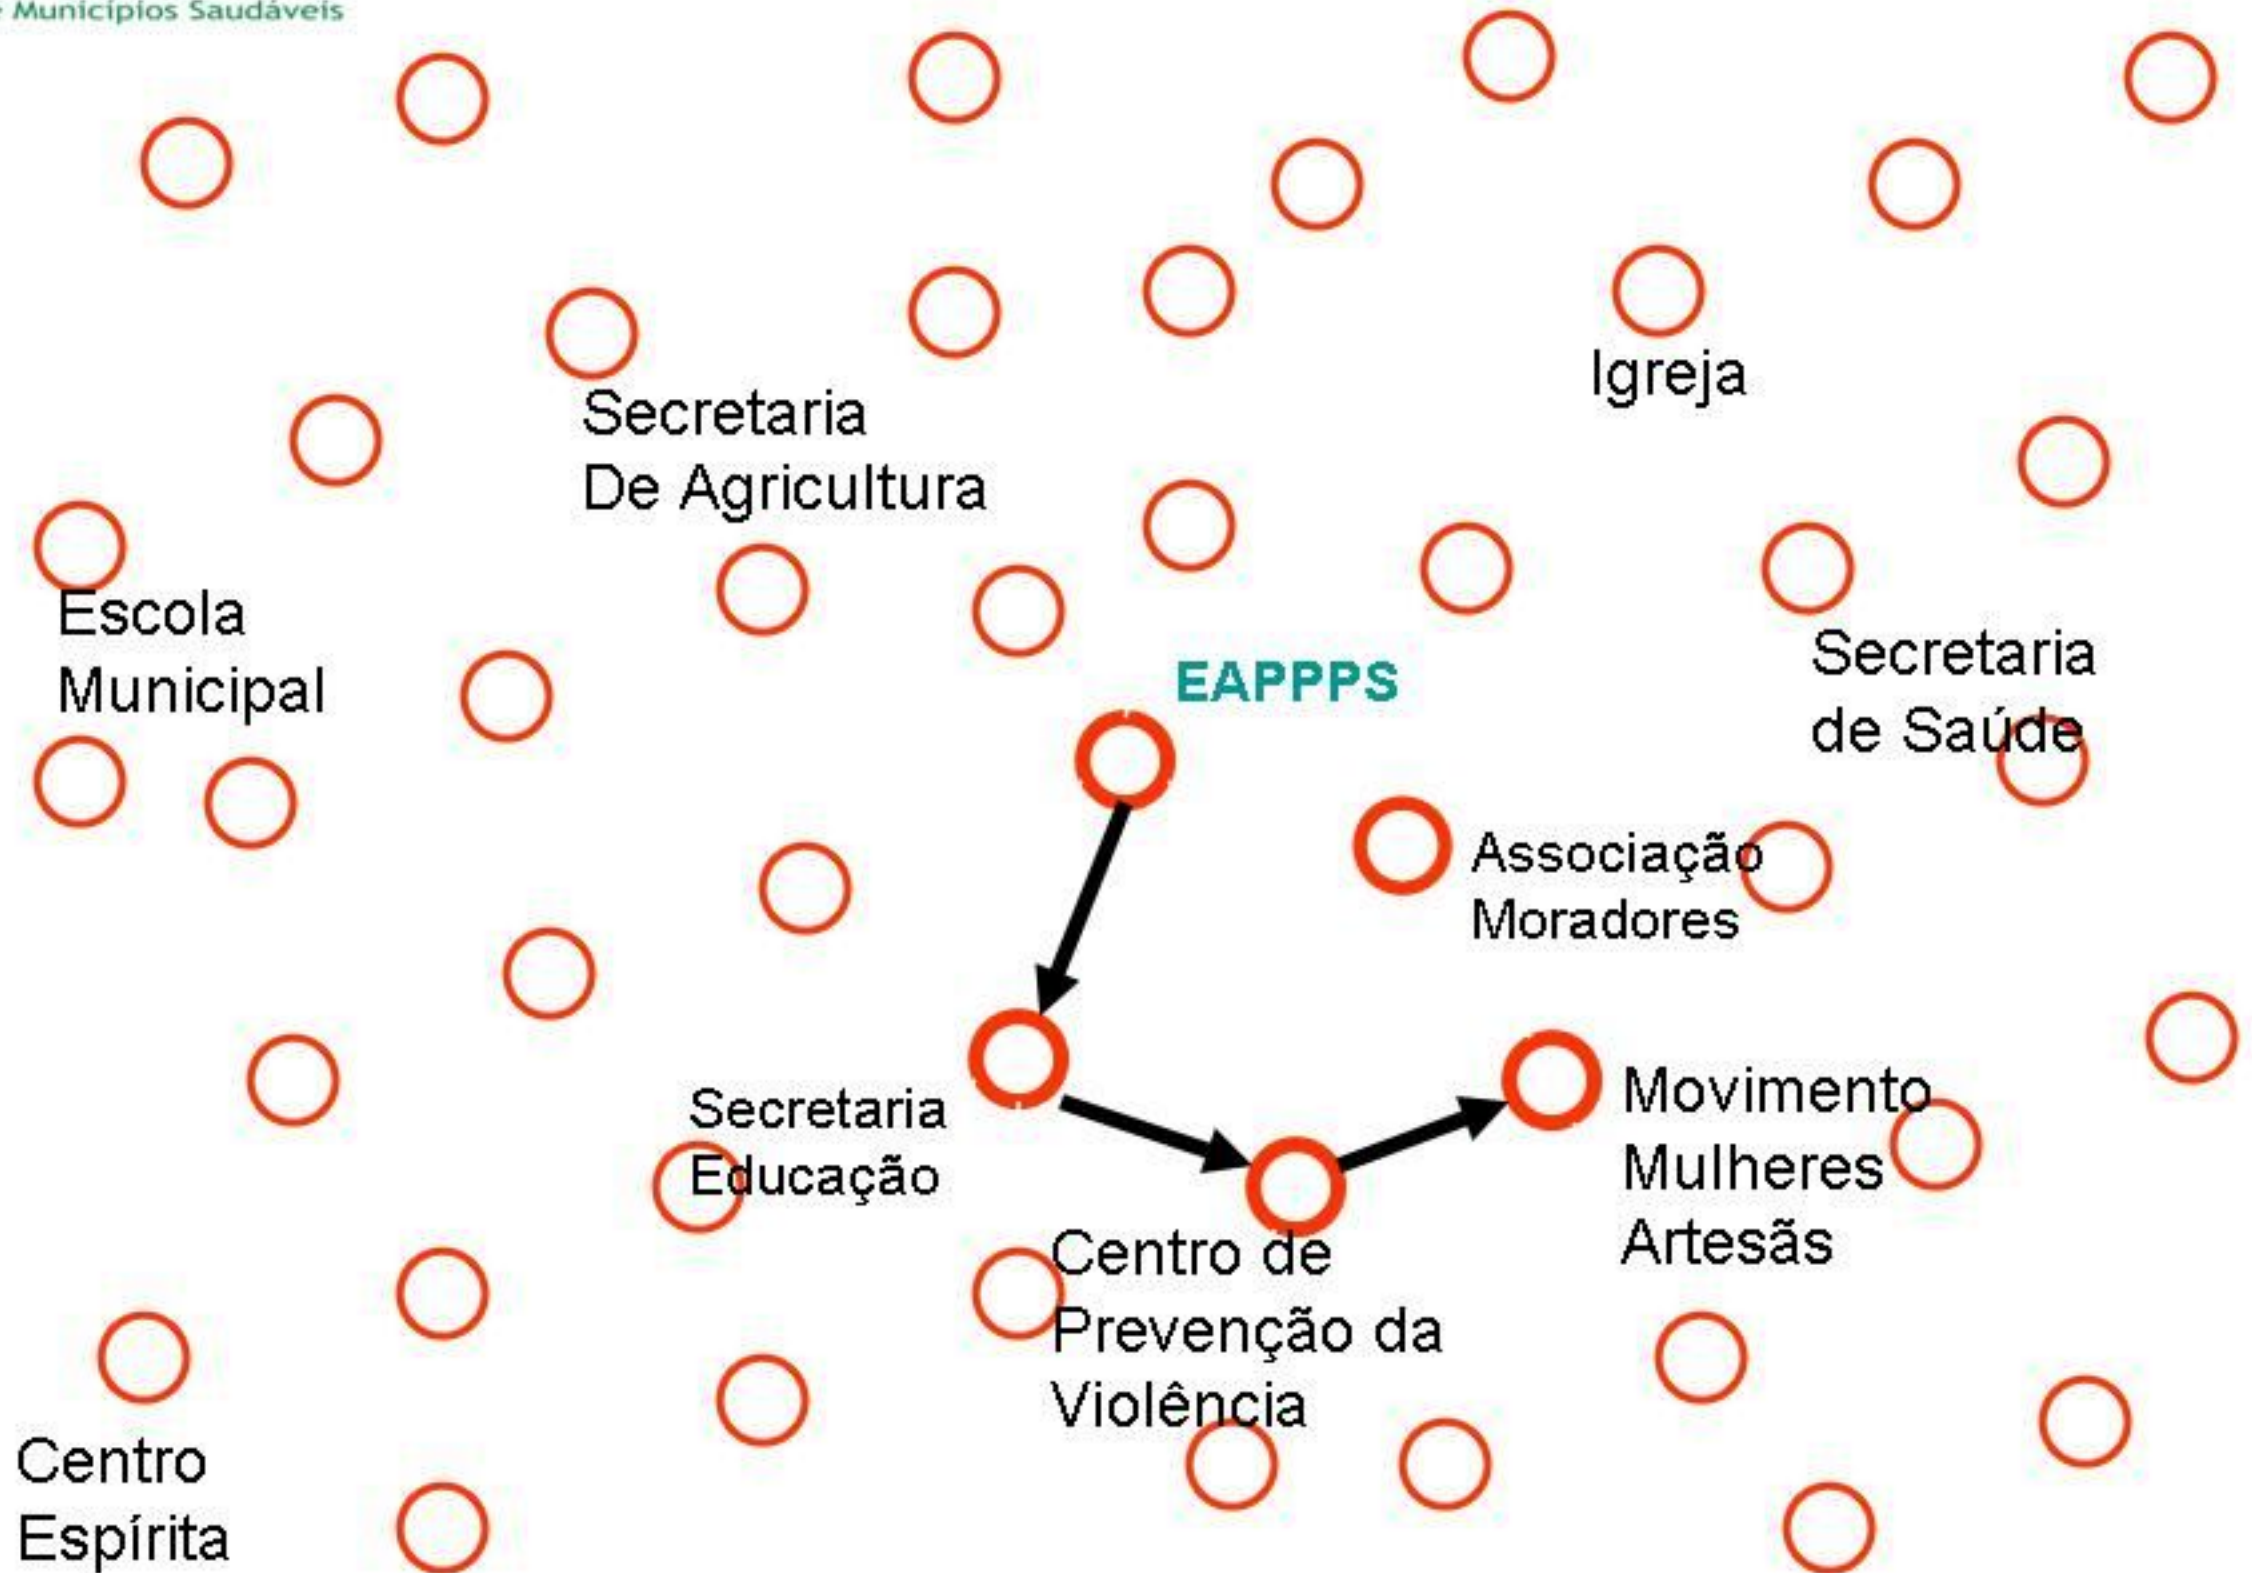 Municípios Saudáveis
Igreja
Secretaria
De Agricultura
Escola
Municipal
EAPPPS
Secretaria
de Saúde
Associação
Moradores
Secretaria
Educação
Movimento
Mulheres
Artesãs
Centro de
Prevenção da
Violência
Centro
Espírita